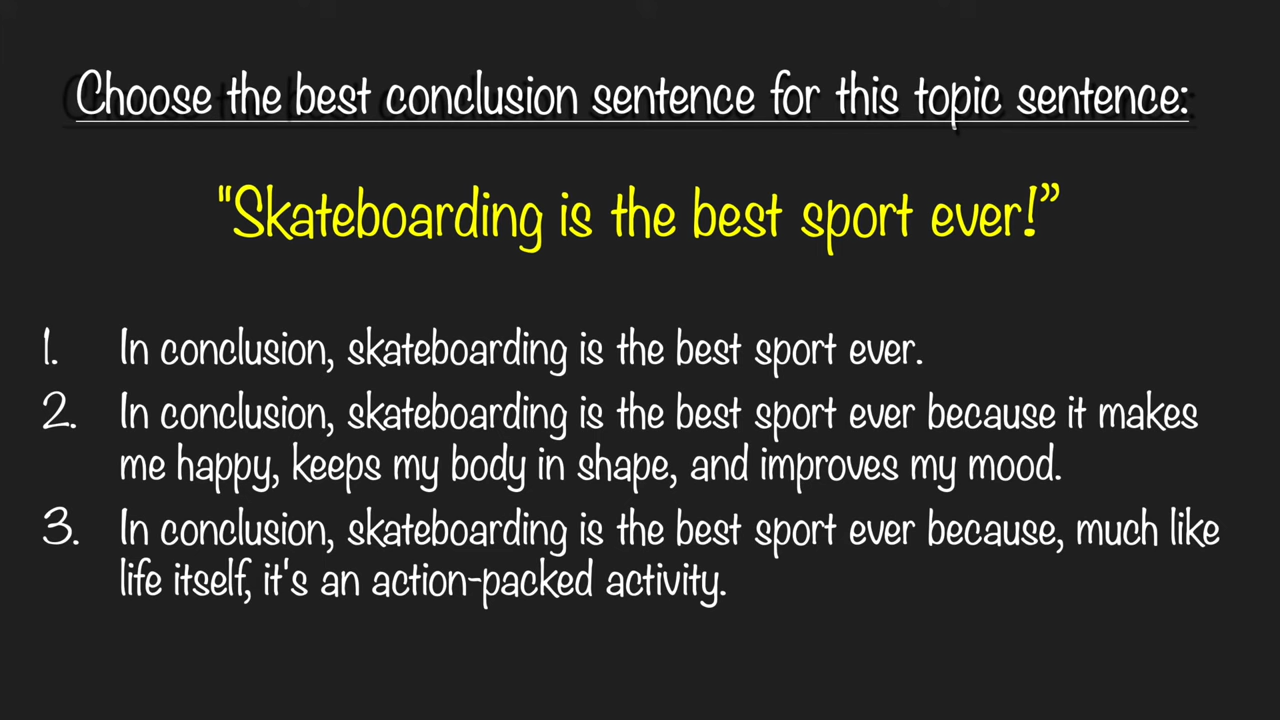 Choose the best conclusion sentence for this topic sentence:
"Skateboarding is the best sport ever!”
1. In conclusion, skateboarding is the best sport ever.
2. In conclusion, skateboarding is the best sport ever because it makes
me happy, keeps my body in shape, and improves my mood.
3. In conclusion, skateboarding is the best sport ever because, much like
life itself, it's an action-packed activity.